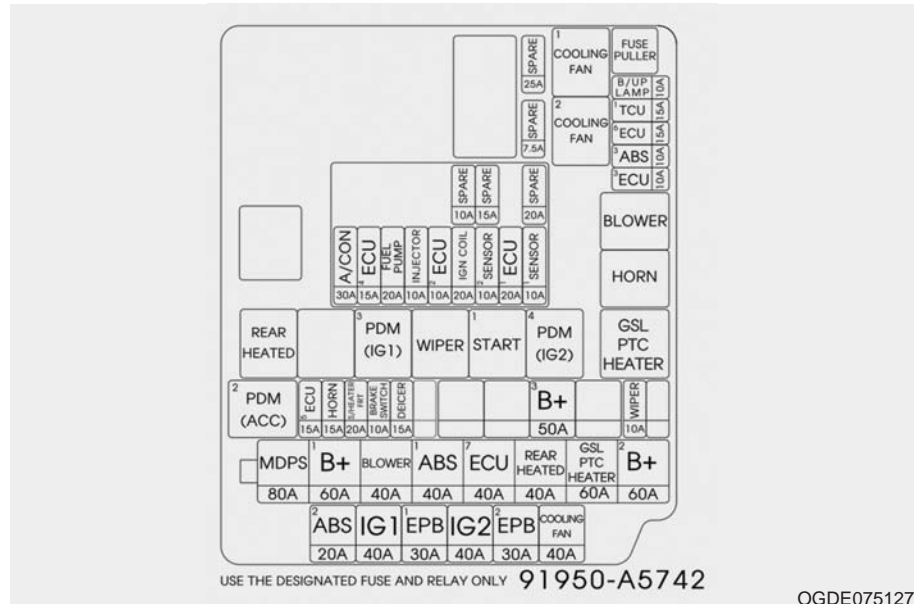 SPARE
25A
1
COOLING
FAN
FUSE
PULLER
B/UP
LAMP 10A
1 TCU 15A
6 ECU 15A
3 ABS 10A
3 ECU 10A
SPARE
7.5A
2
COOLING
FAN
SPARE SPARE SPARE
10A 15A 20A
BLOWER
A/CON
30A
4 ECU
15A
FUEL
PUMP
20A
INJECTOR
10A
2 ECU
10A
IGN COIL
20A
2 SENSOR
10A
1 ECU
20A
1 SENSOR
10A
HORN
REAR
HEATED
3
PDM
(IG1)
WIPER
1
START
4
PDM
(IG2)
GSL
PTC
HEATER
2
PDM
(ACC)
5 ECU
15A
HORN
15A
S/HEATER
FRT
20A
BRAKE
SWITCH
10A
DEICER
15A
3
B+
50A
WIPER
10A
MDPS
80A
1
B+
60A
BLOWER
40A
1
ABS
40A
7
ECU
40A
REAR
HEATED
40A
GSL
PTC
HEATER
60A
2
B+
60A
2
ABS
20A
IG1
40A
1
EPB
30A
IG2
40A
2
EPB
30A
COOLING
FAN
40A
USE THE DESIGNATED FUSE AND RELAY ONLY 91950-A5742
OGDE075127